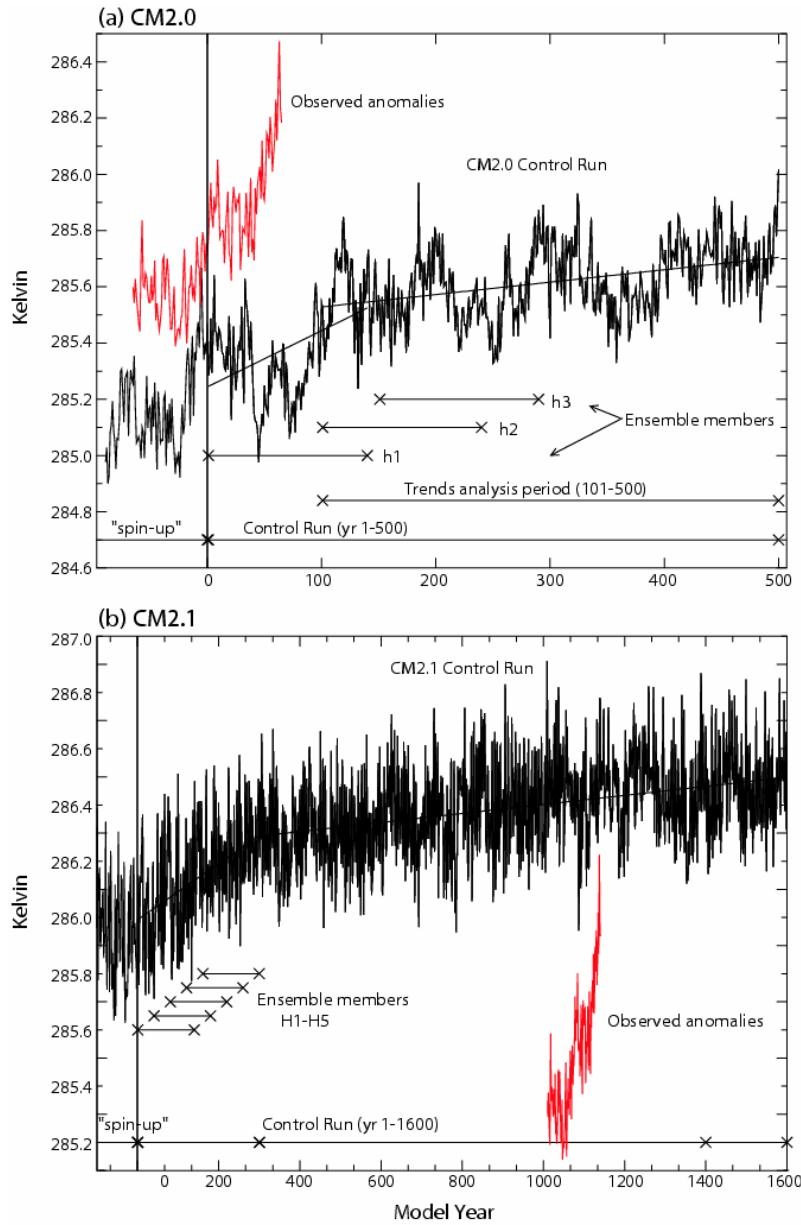 (a) CM2.0
286.4
286.2
286.0
285.8
285.6
285.4
285.2
285.0
284.8
284.6
Kelvin
Observed anomalies
CM2.0 Control Run
h3
h2
h1
Ensemble members
Trends analysis period (101-500)
"spin-up"
Control Run (yr 1-500)
0 100 200 300 400 500
(b) CM2.1
287.0
286.8
286.6
286.4
286.2
286.0
285.8
285.6
285.4
285.2
Kelvin
CM2.1 Control Run
Ensemble members
H1-H5
Observed anomalies
"spin-up"
Control Run (yr 1-1600)
0 200 400 600 800 1000 1200 1400 1600
Model Year